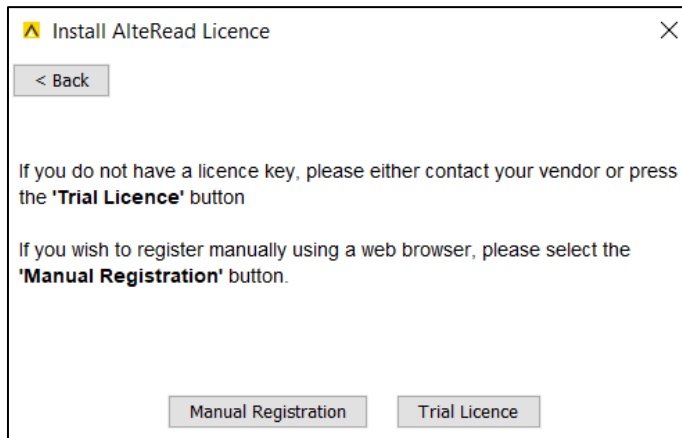 Install AlteRead Licence
< Back
If you do not have a licence key, please either contact your vendor or press
the 'Trial Licence' button
If you wish to register manually using a web browser, please select the
'Manual Registration' button.
Manual Registration
Trial Licence